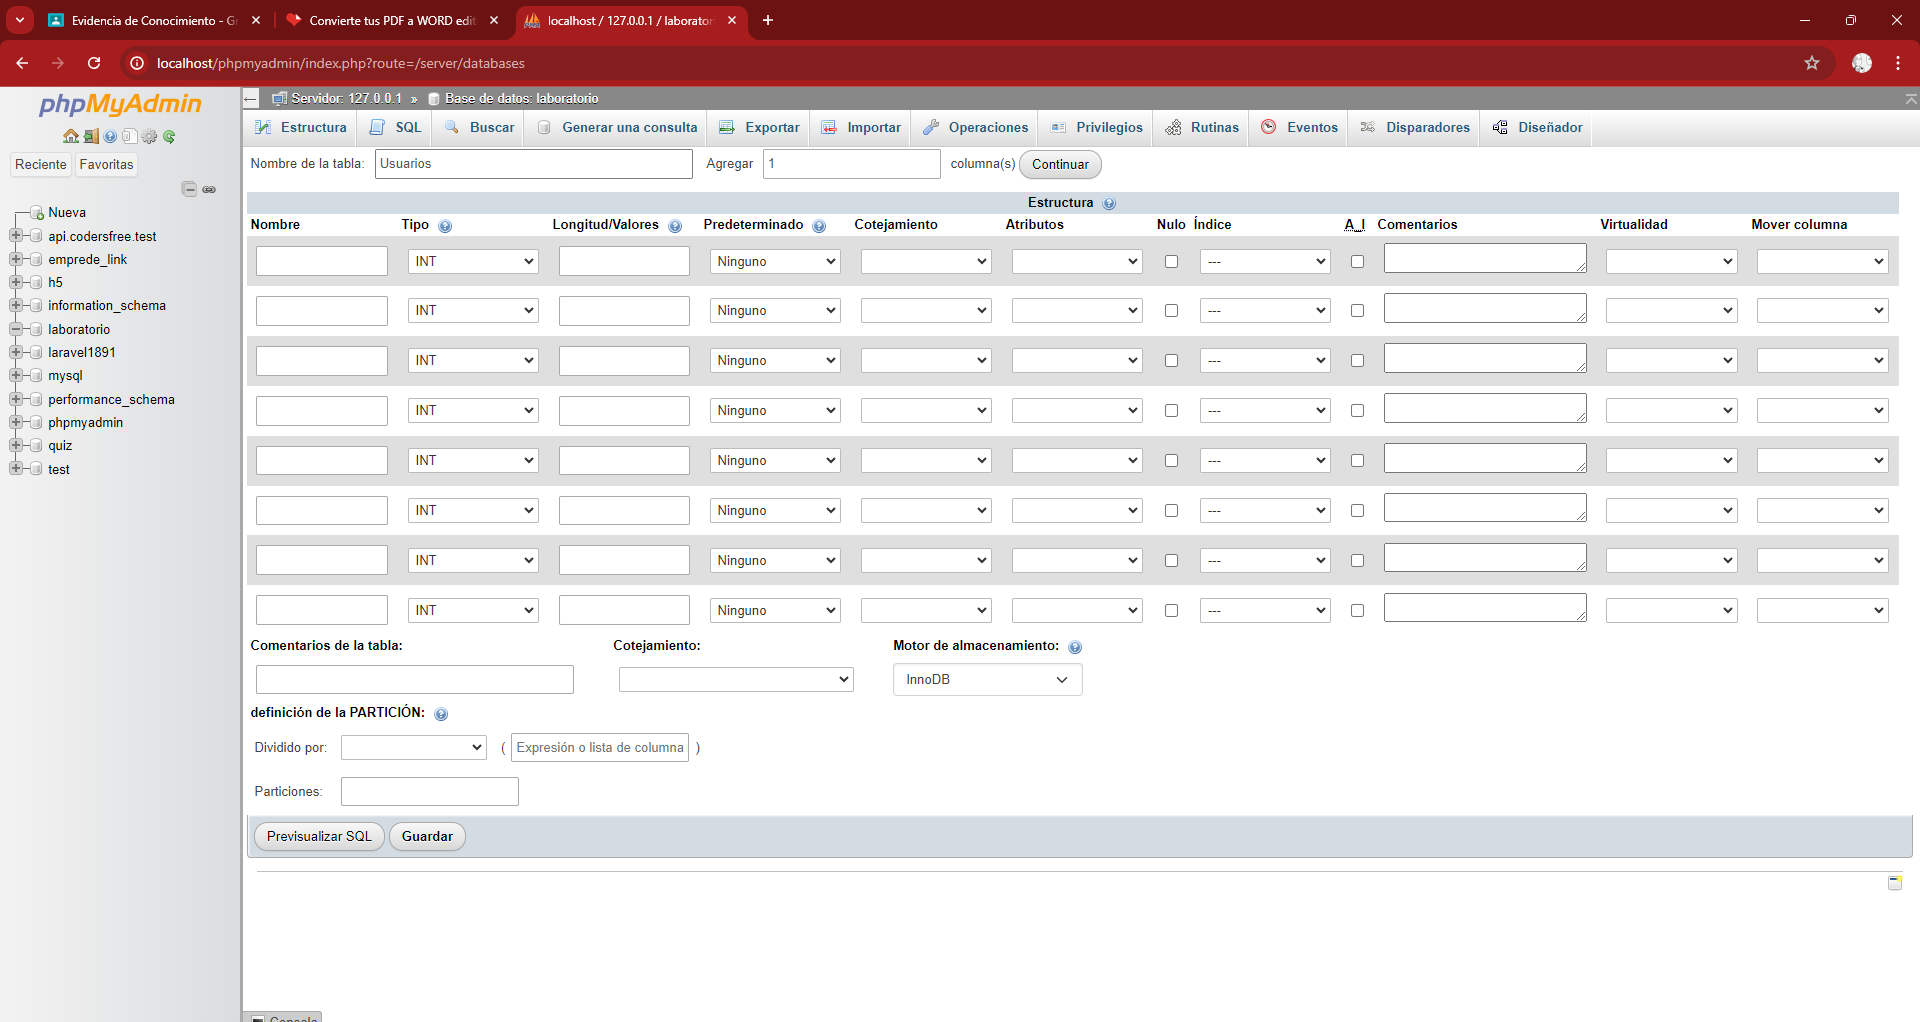 Evidencia de Conocimiento - Gr
Convierte tus PDF a WORD edit
localhost / 127.0.0.1 / laborator
localhost/phpmyadmin/index.php?route=/server/databases
phpMyAdmin
Reciente Favoritas
Nueva
api.codersfree.test
emprede_link
h5
information_schema
laboratorio
laravel1891
mysql
performance_schema
phpmyadmin
quiz
test
Servidor: 127.0.0.1 » Base de datos: laboratorio
Estructura SQL Buscar Generar una consulta Exportar Importar Operaciones Privilegios Rutinas Eventos Disparadores Diseñador
Nombre de la tabla: Usuarios Agregar 1 columna(s) Continuar
Estructura
Nombre Tipo Longitud/Valores Predeterminado Cotejamiento Atributos Nulo Índice A_I Comentarios Virtualidad Mover columna
INT Ninguno ---
INT Ninguno ---
INT Ninguno ---
INT Ninguno ---
INT Ninguno ---
INT Ninguno ---
INT Ninguno ---
INT Ninguno ---
Comentarios de la tabla: Cotejamiento: Motor de almacenamiento:
InnoDB
definición de la PARTICIÓN:
Dividido por: ( Expresión o lista de columna )
Particiones:
Previsualizar SQL Guardar
Consola